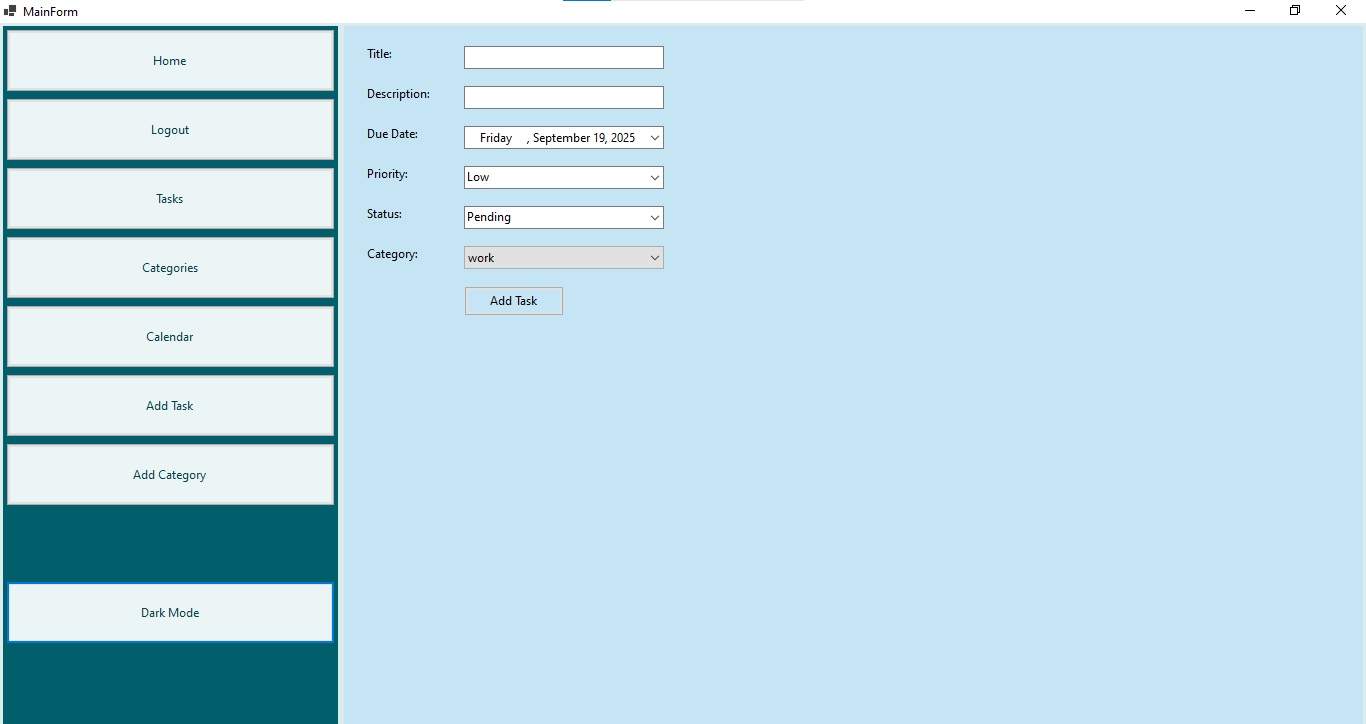 MainForm
Home
Logout
Tasks
Categories
Calendar
Add Task
Add Category
Dark Mode
Title:
Description:
Due Date: Friday , September 19, 2025
Priority: Low
Status: Pending
Category: work
Add Task